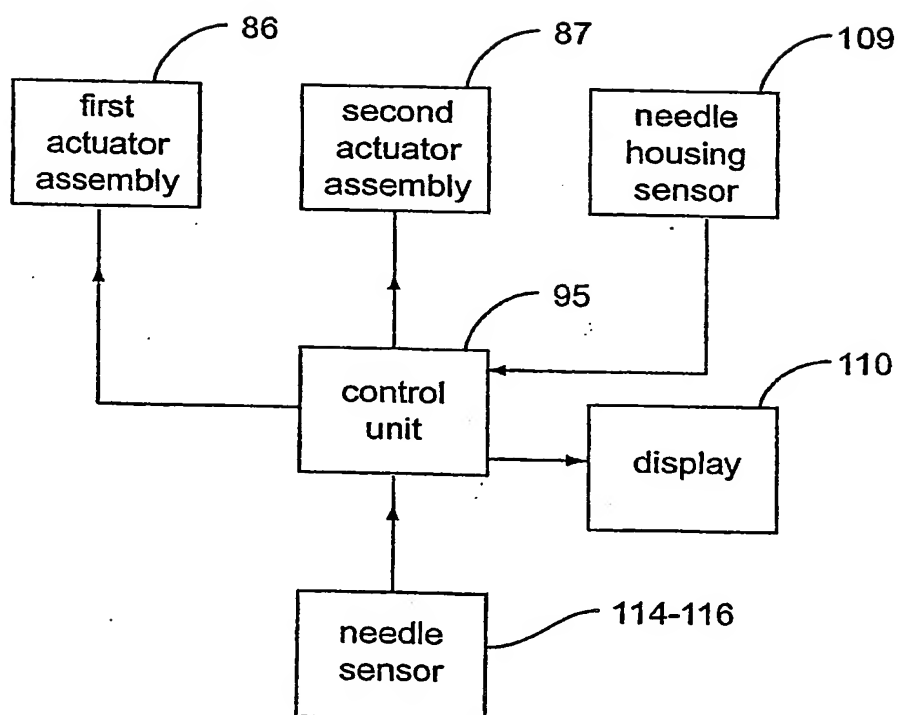 86
87
109
first
actuator
assembly
second
actuator
assembly
needle
housing
sensor
95
control
unit
110
display
114-116
needle
sensor